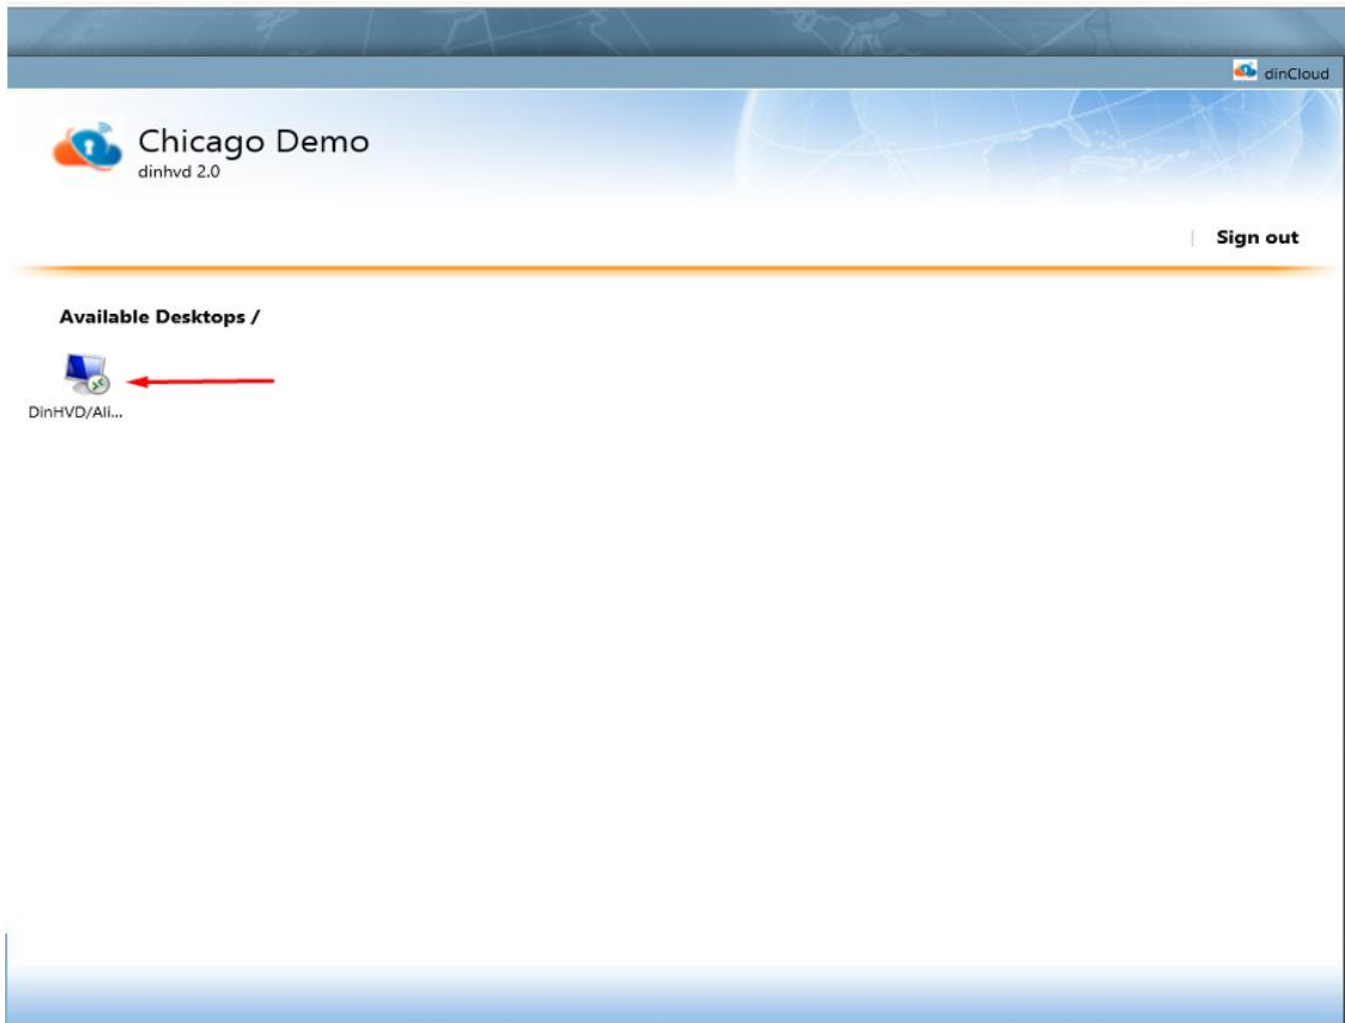 dinCloud
Chicago Demo
dinhvd 2.0
Sign out
Available Desktops /
DinHVD/Ali...